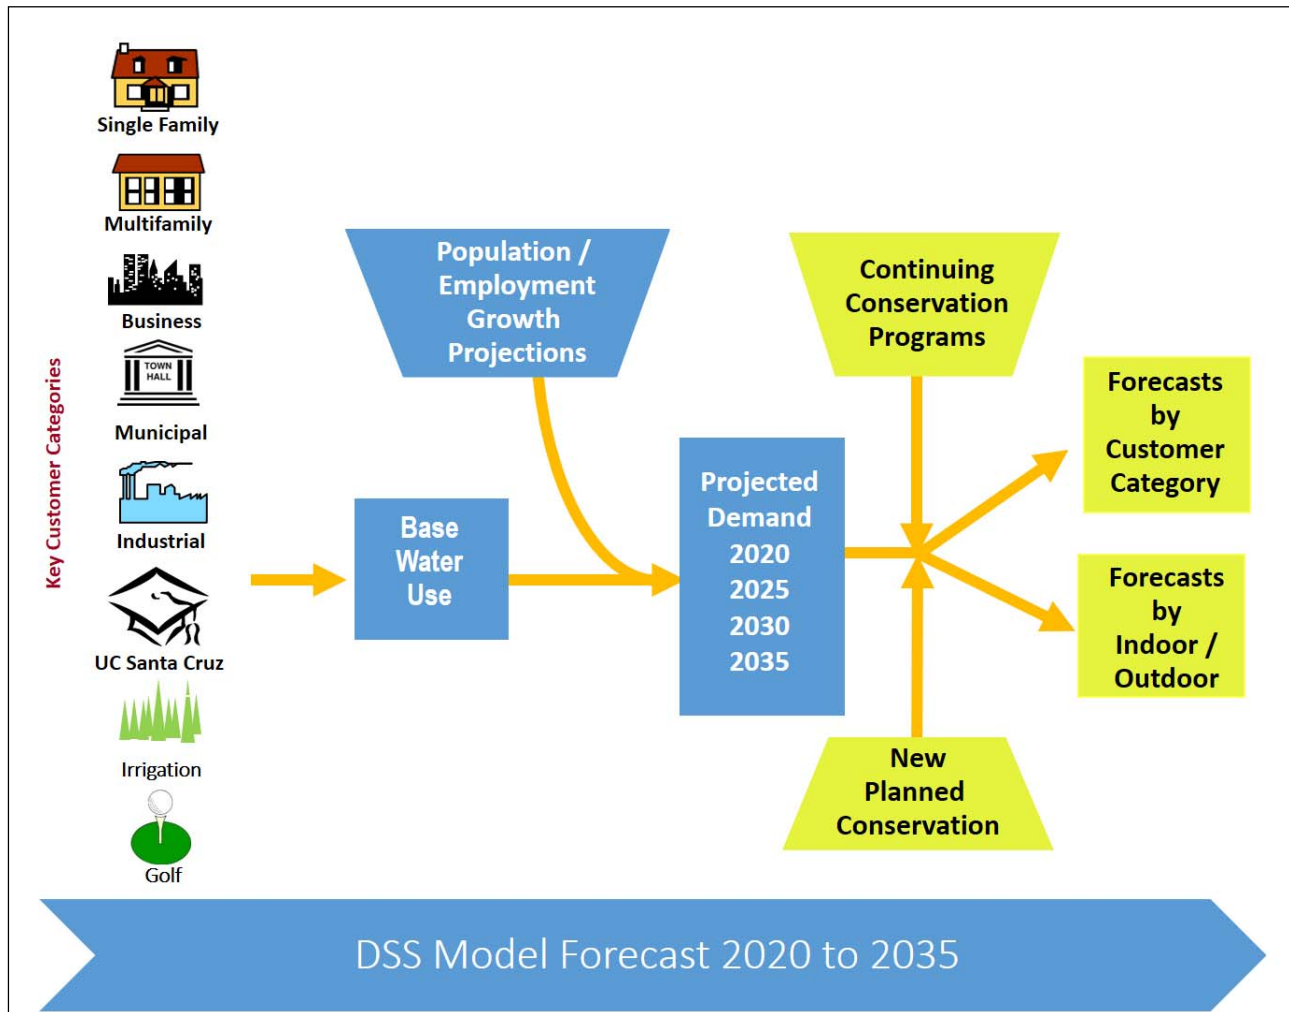 Key Customer Categories
Single Family
Multifamily
Business
TOWN
HALL
Municipal
Industrial
UC Santa Cruz
Irrigation
Golf
Base
Water
Use
Population /
Employment
Growth
Projections
Projected
Demand
2020
2025
2030
2035
Continuing
Conservation
Programs
New
Planned
Conservation
Forecasts
by
Customer
Category
Forecasts
by
Indoor /
Outdoor
DSS Model Forecast 2020 to 2035